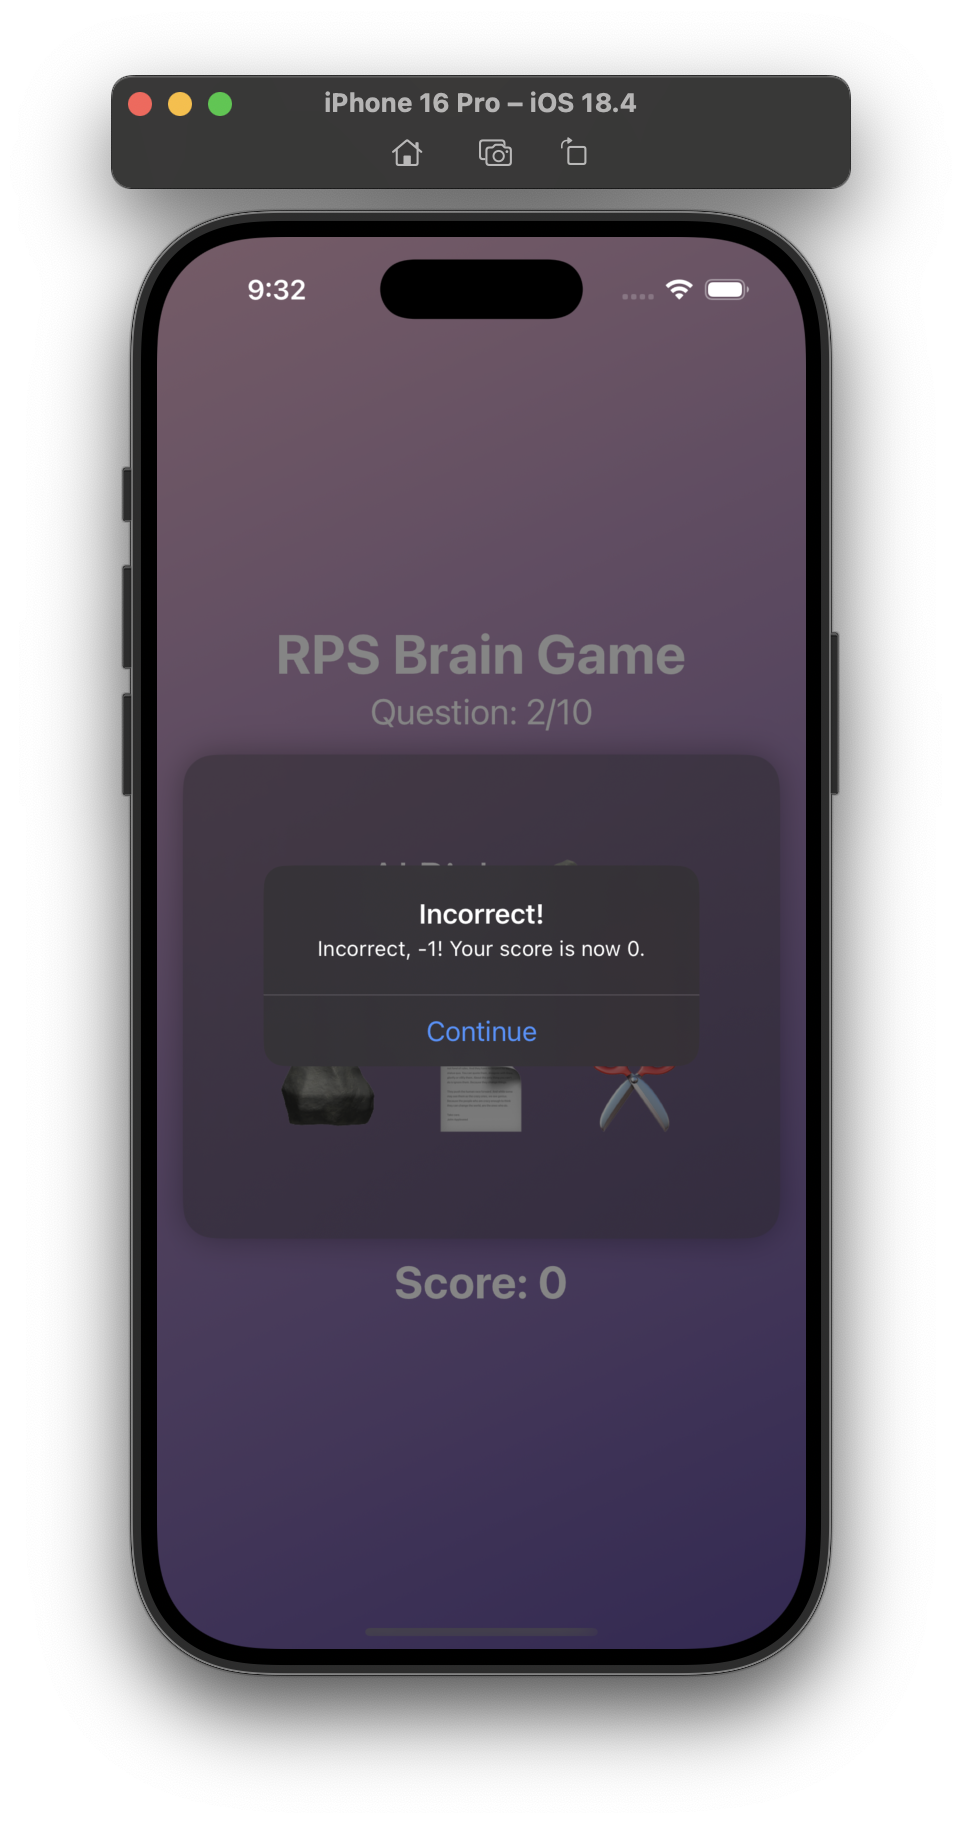 iPhone 16 Pro – iOS 18.4
9:32
RPS Brain Game
Question: 2/10
Incorrect!
Incorrect, -1! Your score is now 0.
Continue
Score: 0